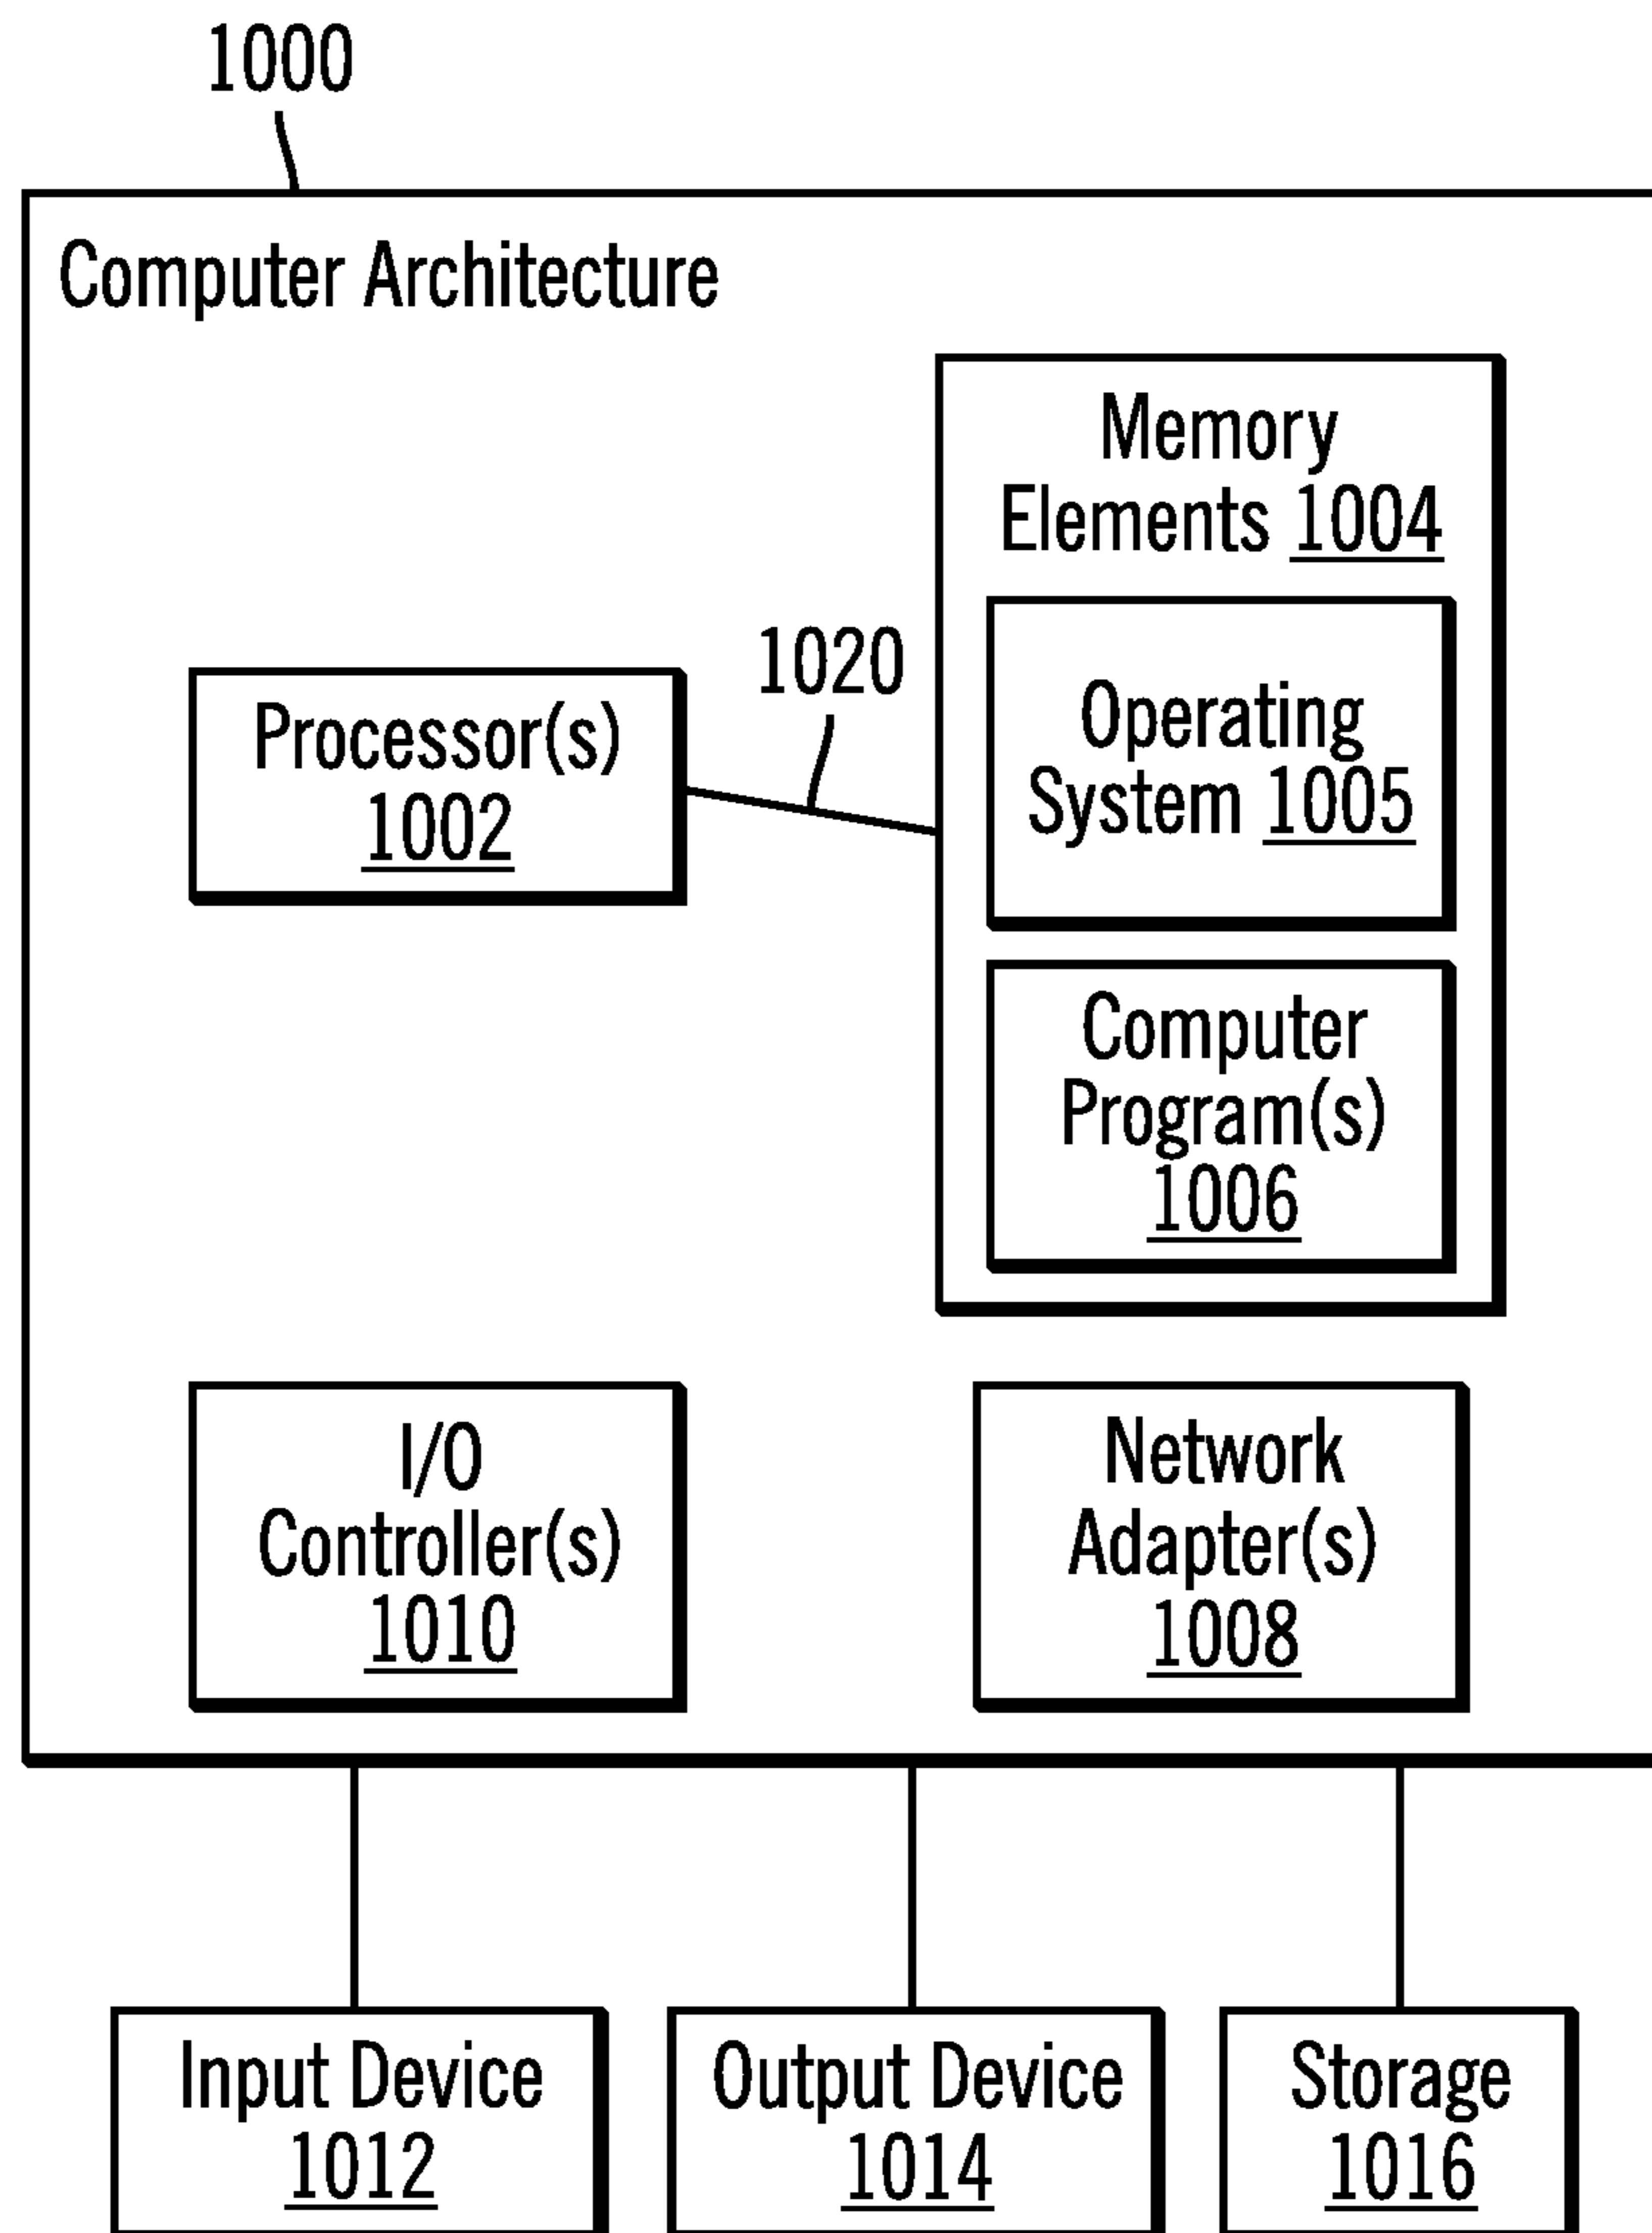 1000
Computer Architecture
Memory
Elements 1004
1020
Operating
System 1005
Processor(s)
1002
Computer
Program(s)
1006
I/O
Controller(s)
1010
Network
Adapter(s)
1008
Input Device
1012
Output Device
1014
Storage
1016